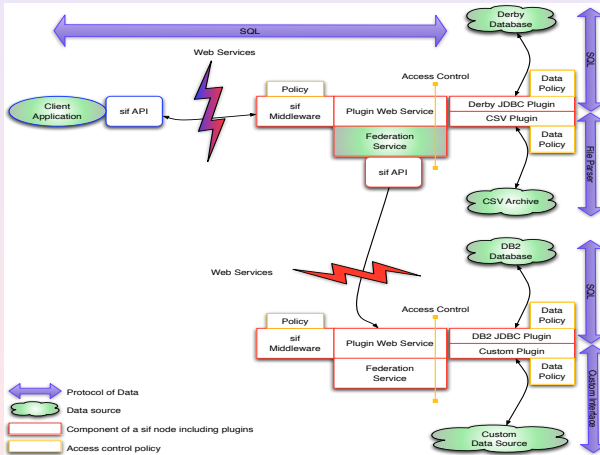 SQL
Web Services
Client
Application
sif API
Policy
sif
Middleware
Plugin Web Service
Federation
Service
sif API
Access Control
Derby
Database
Data
Policy
Derby JDBC Plugin
CSV Plugin
Data
Policy
CSV Archive
SQL
File Parser
Web Services
Policy
sif
Middleware
Plugin Web Service
Federation
Service
Access Control
DB2
Database
Data
Policy
DB2 JDBC Plugin
Custom Plugin
Data
Policy
Custom
Data Source
SQL
Custom Interface
Protocol of Data
Data source
Component of a sif node including plugins
Access control policy